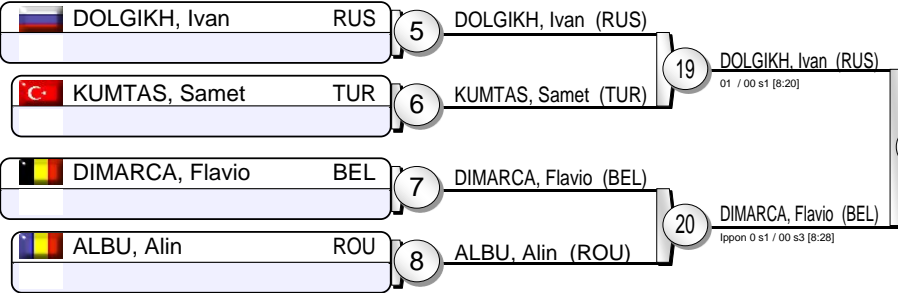 DOLGIKH, Ivan RUS
5
DOLGIKH, Ivan (RUS)
KUMTAS, Samet TUR
6
KUMTAS, Samet (TUR)
19
DOLGIKH, Ivan (RUS)
01 / 00 s1 [8:20]
DIMARCA, Flavio BEL
7
DIMARCA, Flavio (BEL)
ALBU, Alin ROU
8
ALBU, Alin (ROU)
20
DIMARCA, Flavio (BEL)
Ippon 0 s1 / 00 s3 [8:28]